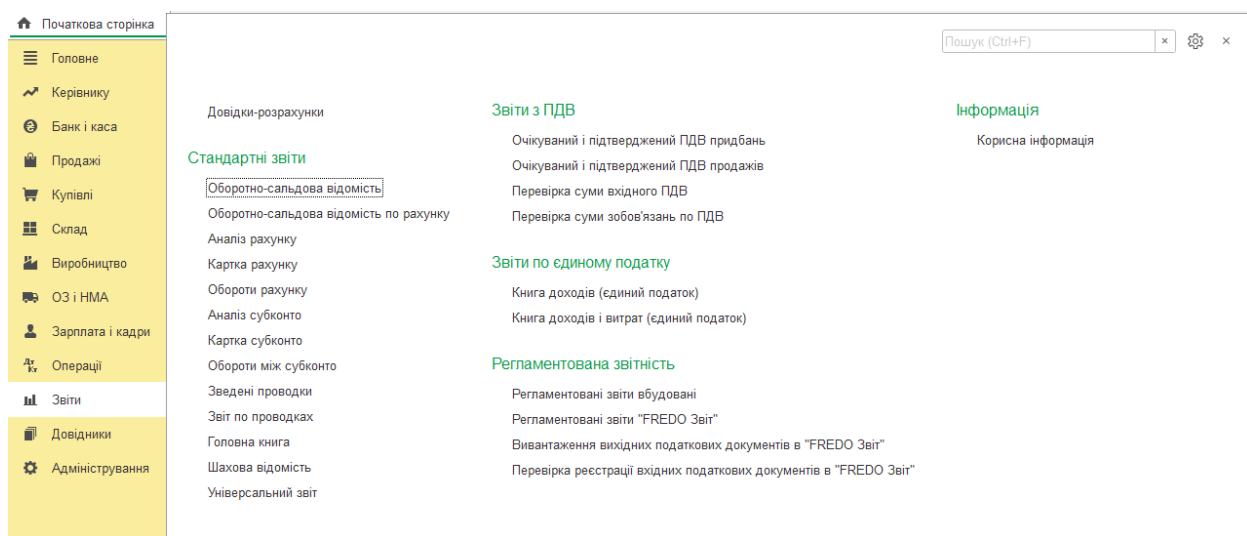 Початкова сторінка
Пошук (Ctrl+F)
Головне
Керівнику
Банк і каса
Продажі
Купівлі
Склад
Виробництво
ОЗ і НМА
Зарплата і кадри
Дт Кт Операції
Звіти
Довідники
Адміністрування
Довідки-розрахунки
Стандартні звіти
Оборотно-сальдова відомість
Оборотно-сальдова відомість по рахунку
Аналіз рахунку
Картка рахунку
Обороти рахунку
Аналіз субконто
Картка субконто
Обороти між субконто
Зведені проводки
Звіт по проводках
Головна книга
Шахова відомість
Універсальний звіт
Звіти з ПДВ
Очікуваний і підтверджений ПДВ придбань
Очікуваний і підтверджений ПДВ продажів
Перевірка суми вхідного ПДВ
Перевірка суми зобов'язань по ПДВ
Звіти по єдиному податку
Книга доходів (єдиний податок)
Книга доходів і витрат (єдиний податок)
Регламентована звітність
Регламентовані звіти вбудовані
Регламентовані звіти "FREDO Звіт"
Вивантаження вихідних податкових документів в "FREDO Звіт"
Перевірка реєстрації вхідних податкових документів в "FREDO Звіт"
Інформація
Корисна інформація